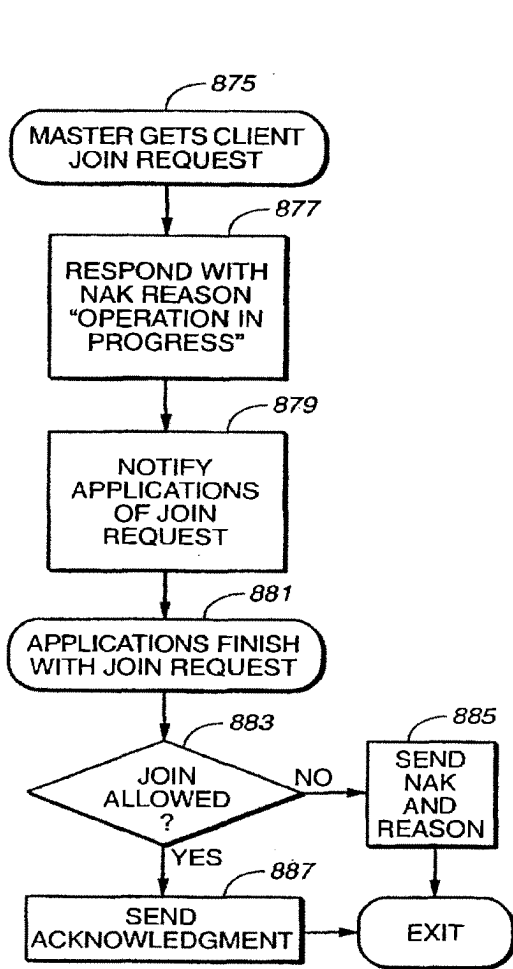 875
MASTER GETS CLIENT
JOIN REQUEST
877
RESPOND WITH
NAK REASON
“OPERATION IN
PROGRESS”
879
NOTIFY
APPLICATIONS
OF JOIN
REQUEST
881
APPLICATIONS FINISH
WITH JOIN REQUEST
883
JOIN
ALLOWED
?
NO
885
SEND
NAK
AND
REASON
YES
887
SEND
ACKNOWLEDGMENT
EXIT